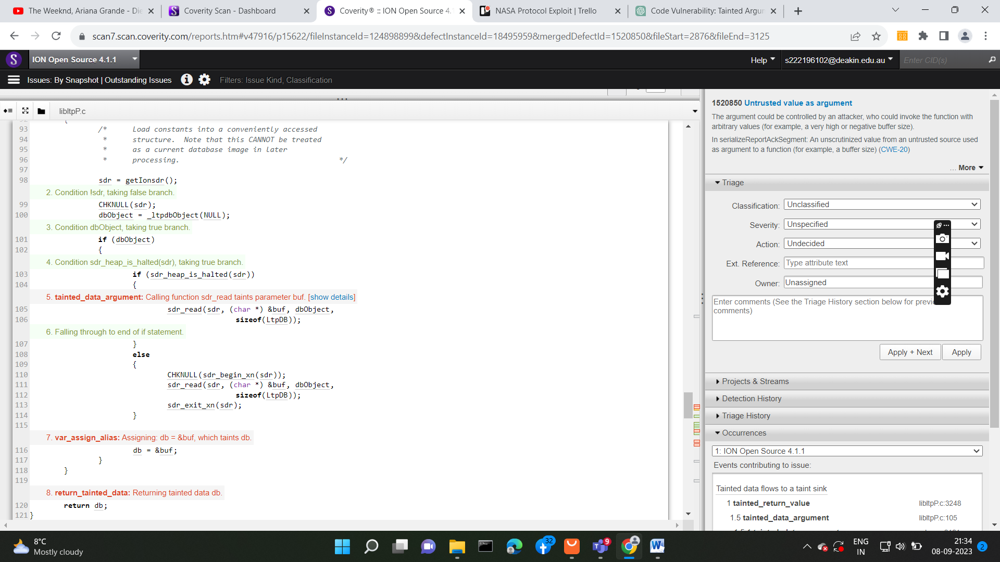 The Weeknd, Ariana Grande - Die
Coverity Scan - Dashboard
Coverity® :: ION Open Source 4.1
NASA Protocol Exploit | Trello
Code Vulnerability: Tainted Argun
scan7.scan.coverity.com/reports.htm#v47916/p15622/fileInstanceId=124898899&defectInstanceId=18495959&mergedDefectId=1520850&fileStart=2876&fileEnd=3125
ION Open Source 4.1.1
Help
s222196102@deakin.edu.au
Enter CID(s)
Issues: By Snapshot | Outstanding Issues
Filters: Issue Kind, Classification
libltpP.c
92 {
93 /* Load constants into a conveniently accessed
94 * structure. Note that this CANNOT be treated
95 * as a current database image in later
96 * processing. */
97
98 sdr = getIonsdr();
2. Condition !sdr, taking false branch.
99 CHKNULL(sdr);
100 dbObject = _ltpdbObject(NULL);
3. Condition dbObject, taking true branch.
101 if (dbObject)
102 {
4. Condition sdr_heap_is_halted(sdr), taking true branch.
103 if (sdr_heap_is_halted(sdr))
104 {
5. tainted_data_argument: Calling function sdr_read taints parameter buf. [show details]
105 sdr_read(sdr, (char *) &buf, dbObject,
106 sizeof(LtpDB));
6. Falling through to end of if statement.
107 }
108 else
109 {
110 CHKNULL(sdr_begin_xn(sdr));
111 sdr_read(sdr, (char *) &buf, dbObject,
112 sizeof(LtpDB));
113 sdr_exit_xn(sdr);
114 }
115
7. var_assign_alias: Assigning: db = &buf, which taints db.
116 db = &buf;
117 }
118 }
119
8. return_tainted_data: Returning tainted data db.
120 return db;
121 }
1520850 Untrusted value as argument
The argument could be controlled by an attacker, who could invoke the function with
arbitrary values (for example, a very high or negative buffer size).
In serializeReportAckSegment: An unscrutinized value from an untrusted source used
as argument to a function (for example, a buffer size) (CWE-20)
... More
Triage
Classification: Unclassified
Severity: Unspecified
Action: Undecided
Ext. Reference: Type attribute text
Owner: Unassigned
Enter comments (See the Triage History section below for
comments)
Apply + Next
Apply
Projects & Streams
Detection History
Triage History
Occurrences
1: ION Open Source 4.1.1
Events contributing to issue:
Tainted data flows to a taint sink
1 tainted_return_value libltpP.c:3248
1.5 tainted_data_argument libltpP.c:105
8°C
Mostly cloudy
32
9
ENG
IN
21:34
08-09-2023
2